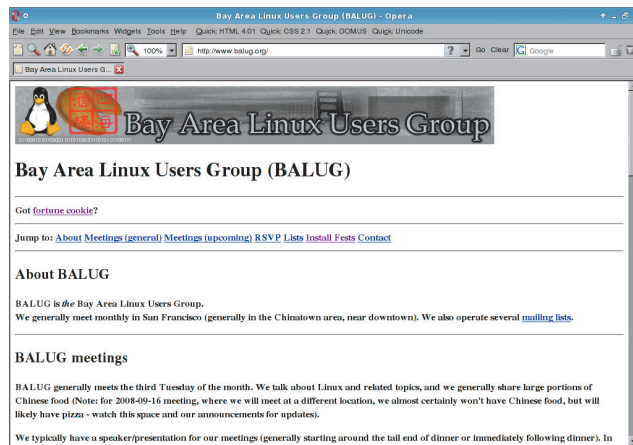 Bay Area Linux Users Group (BALUG) - Opera
File Edit View Bookmarks Widgets Tools Help Quick: HTML 4.01 Quick: CSS 2.1 Quick: DOM/JS Quick: Unicode
100% http://www.balug.org/ ? Go Clear G Google
Bay Area Linux Users G...
Bay Area Linux Users Group
Bay Area Linux Users Group (BALUG)
Got fortune cookie?
Jump to: About Meetings (general) Meetings (upcoming) RSVP Lists Install Fests Contact
About BALUG
BALUG is the Bay Area Linux Users Group.
We generally meet monthly in San Francisco (generally in the Chinatown area, near downtown). We also operate several mailing lists.
BALUG meetings
BALUG generally meets the third Tuesday of the month. We talk about Linux and related topics, and we generally share large portions of
Chinese food (Note: for 2008-09-16 meeting, where we will meet at a different location, we almost certainly won't have Chinese food, but will
likely have pizza - watch this space and our announcements for updates).
We typically have a speaker/presentation for our meetings (generally starting around the tail end of dinner or immediately following dinner). In